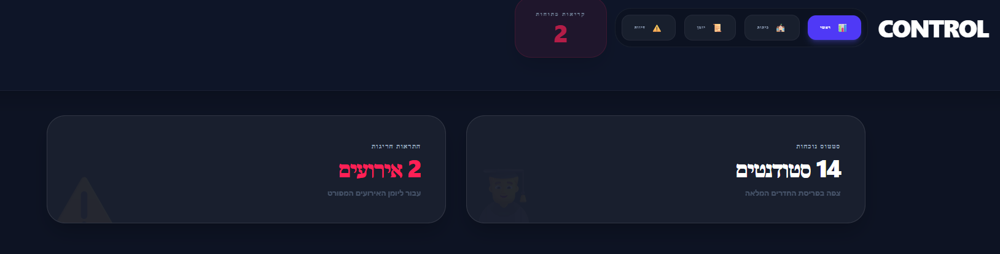 CONTROL
ראשי
כיתות
יומן
דיווח
קריאות פתוחות
2
סטטוס נוכחות
14 סטודנטים
צפה בפריסת החדרים המלאה
התראות חריגות
2 אירועים
עבור ליומן האירועים המפורט